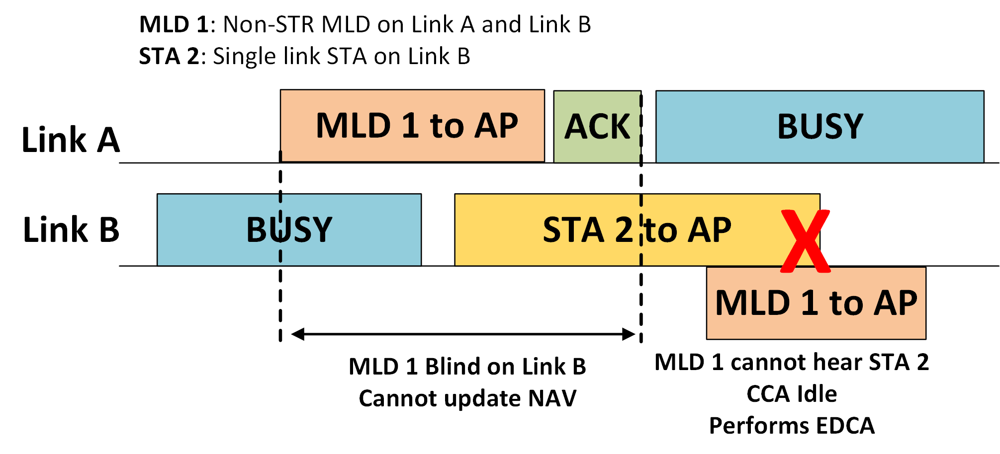 MLD 1: Non-STR MLD on Link A and Link B
STA 2: Single link STA on Link B
Link A
MLD 1 to AP
ACK
BUSY
Link B
BUSY
STA 2 to AP
X
MLD 1 to AP
MLD 1 Blind on Link B
Cannot update NAV
MLD 1 cannot hear STA 2
CCA Idle
Performs EDCA